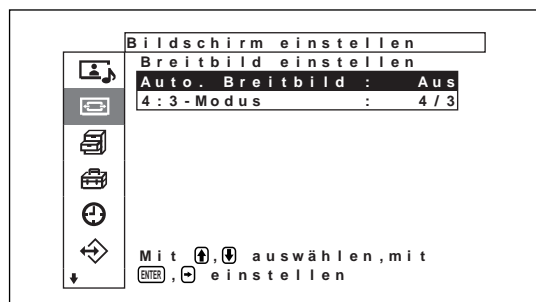 Bildschirm einstellen
Breitbild einstellen
Auto. Breitbild : Aus
4:3-Modus : 4/3
Mit ↑,↓ auswählen,mit
ENTER,→ einstellen